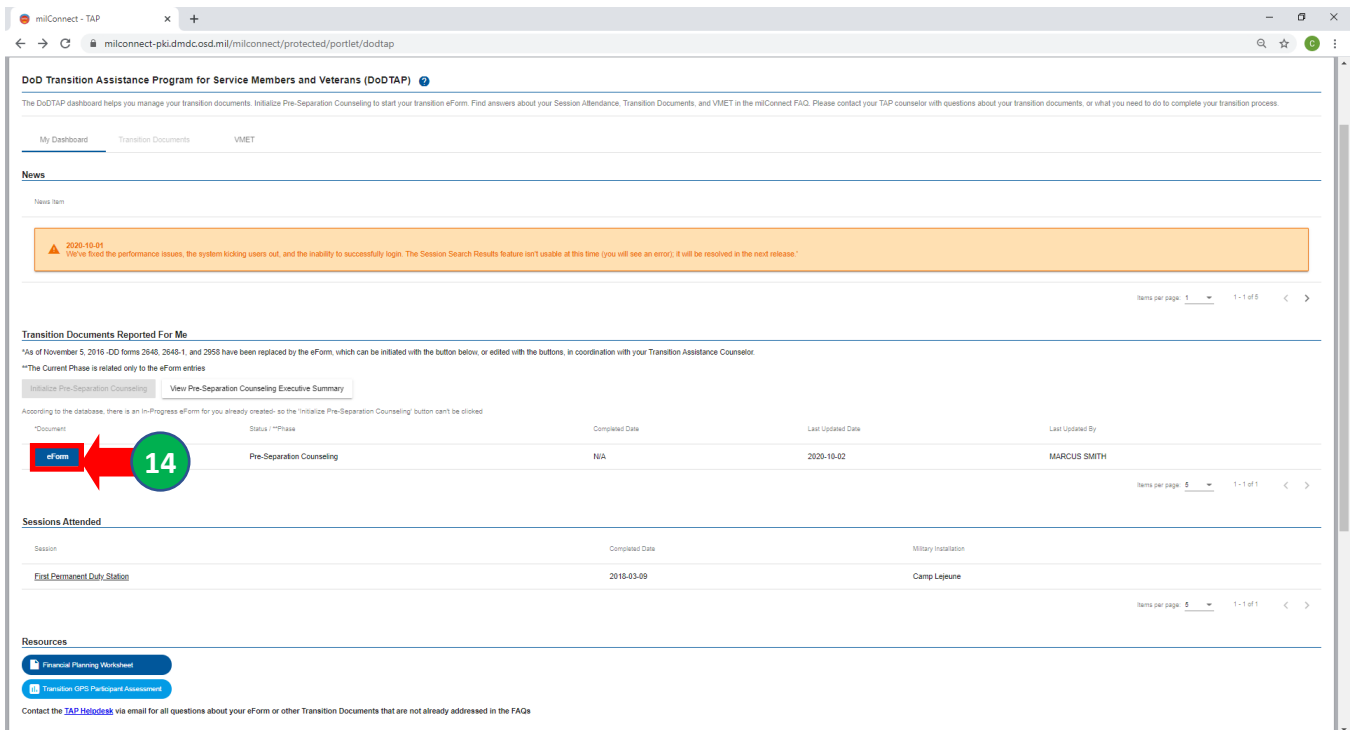 milConnect - TAP
milconnect-pki.dmdc.osd.mil/milconnect/protected/portlet/dodtap
C
DoD Transition Assistance Program for Service Members and Veterans (DoDTAP) ?
The DoDTAP dashboard helps you manage your transition documents. Initialize Pre-Separation Counseling to start your transition eForm. Find answers about your Session Attendance, Transition Documents, and VMET in the milConnect FAQ. Please contact your TAP counselor with questions about your transition documents, or what you need to do to complete your transition process.
My Dashboard Transition Documents VMET
News
News Item
2020-10-01
We've fixed the performance issues, the system kicking users out, and the inability to successfully login. The Session Search Results feature isn't usable at this time (you will see an error); it will be resolved in the next release.'
Items per page: 1 1 - 1 of 5
Transition Documents Reported For Me
*As of November 5, 2016 -DD forms 2648, 2648-1, and 2958 have been replaced by the eForm, which can be initiated with the button below, or edited with the buttons, in coordination with your Transition Assistance Counselor.
**The Current Phase is related only to the eForm entries
Initialize Pre-Separation Counseling View Pre-Separation Counseling Executive Summary
According to the database, there is an In-Progress eForm for you already created- so the 'Initialize Pre-Separation Counseling' button can't be clicked
*Document Status / **Phase Completed Date Last Updated Date Last Updated By
eForm 14 Pre-Separation Counseling N/A 2020-10-02 MARCUS SMITH
Items per page: 5 1 - 1 of 1
Sessions Attended
Session Completed Date Military Installation
First Permanent Duty Station 2018-03-09 Camp Lejeune
Items per page: 5 1 - 1 of 1
Resources
Financial Planning Worksheet
Transition GPS Participant Assessment
Contact the TAP Helpdesk via email for all questions about your eForm or other Transition Documents that are not already addressed in the FAQs